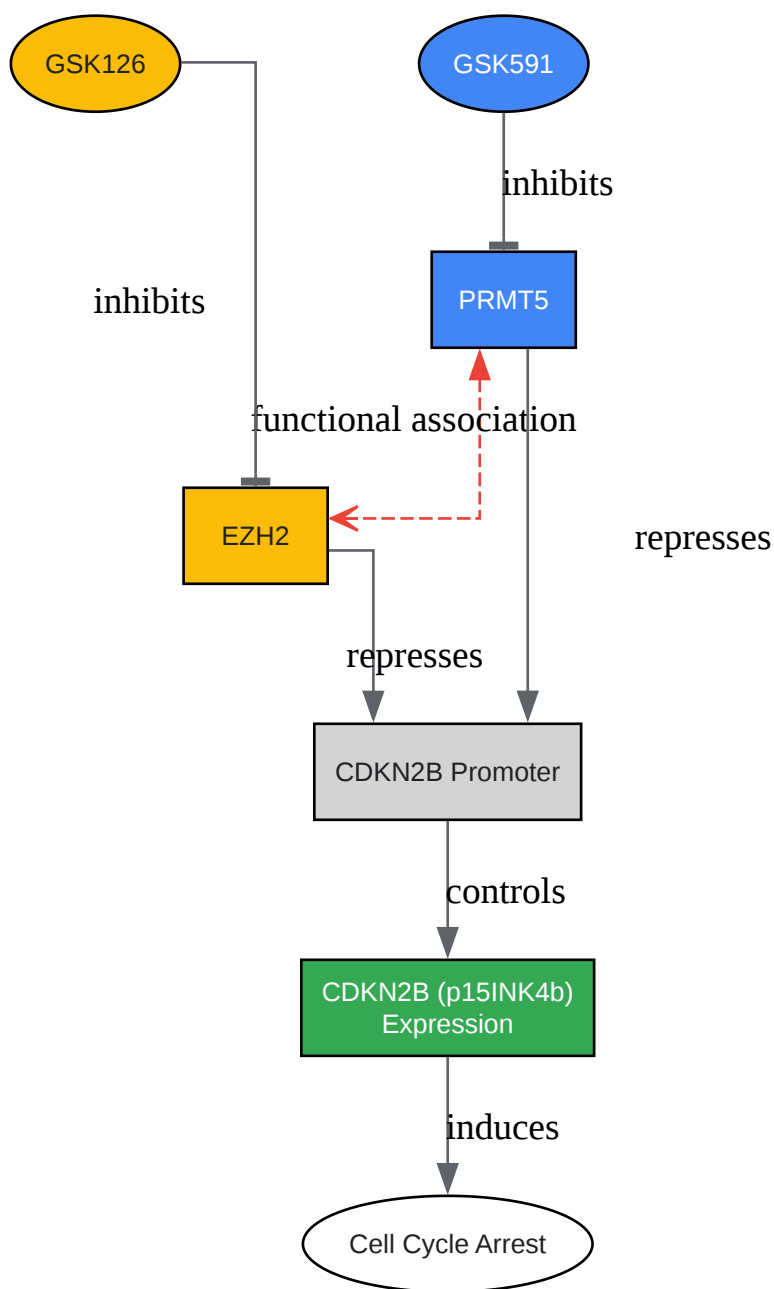 GSK126
GSK591
inhibits
inhibits
PRMT5
functional association
EZH2
represses
represses
CDKN2B Promoter
controls
CDKN2B (p15INK4b)
Expression
induces
Cell Cycle Arrest